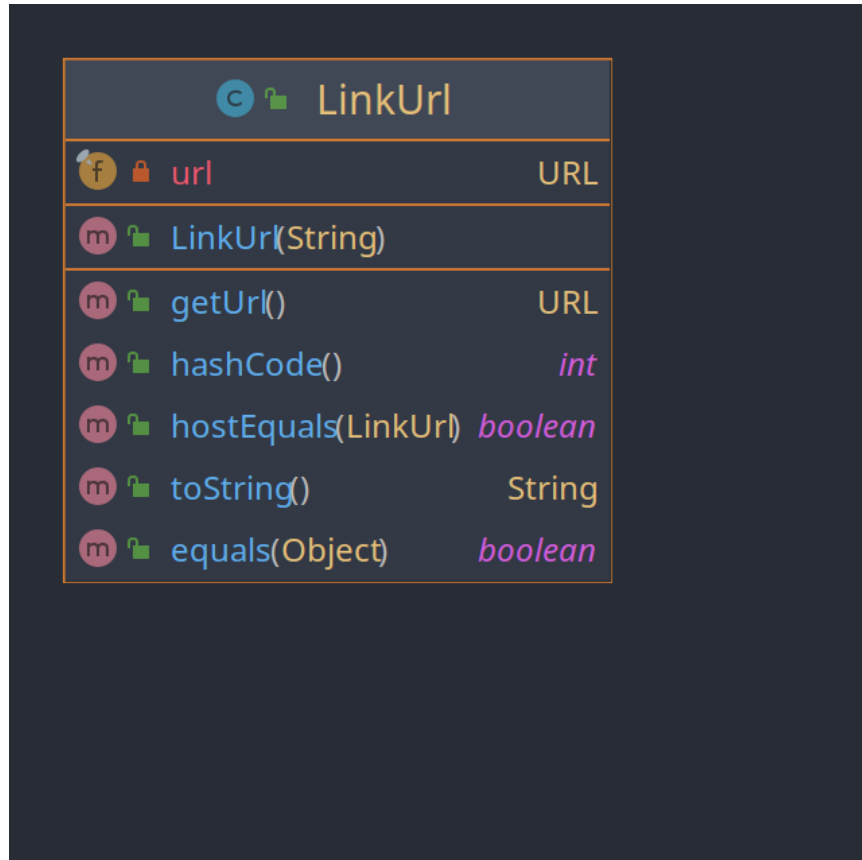 C LinkUrl
f url URL
m LinkUrl(String)
m getUrl() URL
m hashCode() int
m hostEquals(LinkUrl) boolean
m toString() String
m equals(Object) boolean